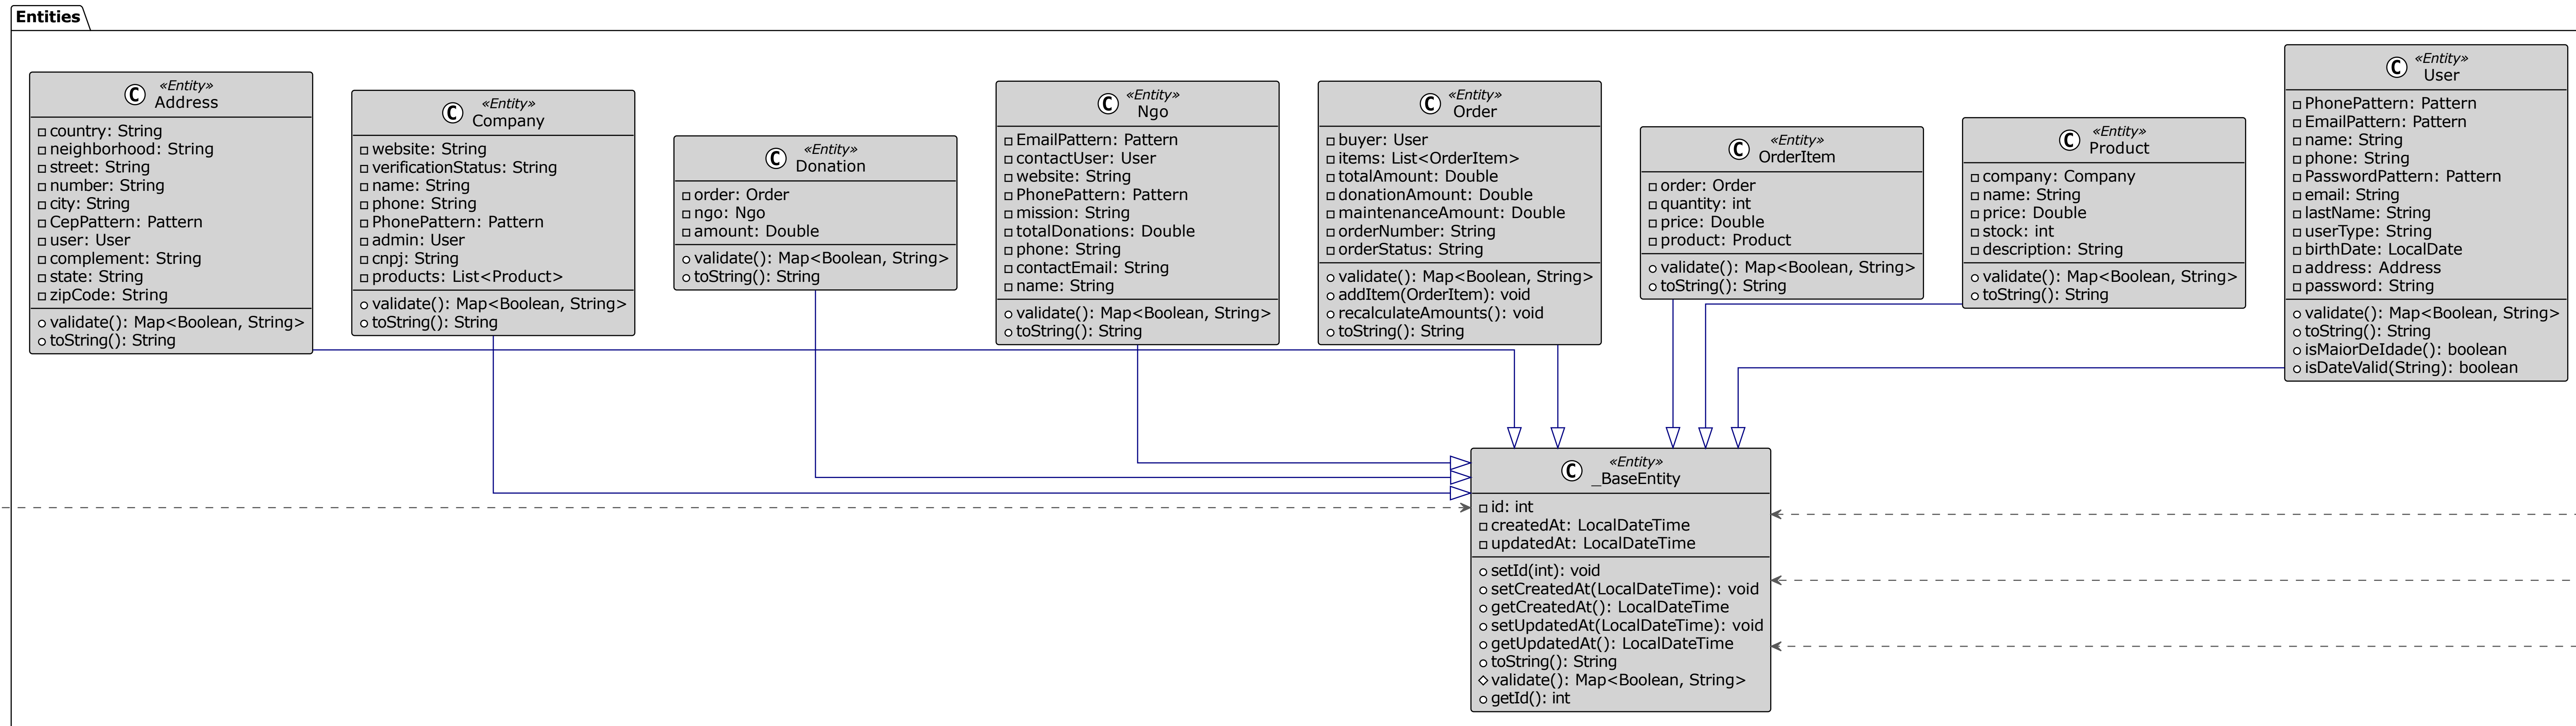 Entities
«Entity»
Address
country: String
neighborhood: String
street: String
number: String
city: String
CepPattern: Pattern
user: User
complement: String
state: String
zipCode: String
validate(): Map<Boolean, String>
toString(): String
«Entity»
Company
website: String
verificationStatus: String
name: String
phone: String
PhonePattern: Pattern
admin: User
cnpj: String
products: List<Product>
validate(): Map<Boolean, String>
toString(): String
«Entity»
Donation
order: Order
ngo: Ngo
amount: Double
validate(): Map<Boolean, String>
toString(): String
«Entity»
Ngo
EmailPattern: Pattern
contactUser: User
website: String
PhonePattern: Pattern
mission: String
totalDonations: Double
phone: String
contactEmail: String
name: String
validate(): Map<Boolean, String>
toString(): String
«Entity»
Order
buyer: User
items: List<OrderItem>
totalAmount: Double
donationAmount: Double
maintenanceAmount: Double
orderNumber: String
orderStatus: String
validate(): Map<Boolean, String>
addItem(OrderItem): void
recalculateAmounts(): void
toString(): String
«Entity»
OrderItem
order: Order
quantity: int
price: Double
product: Product
validate(): Map<Boolean, String>
toString(): String
«Entity»
Product
company: Company
name: String
price: Double
stock: int
description: String
validate(): Map<Boolean, String>
toString(): String
«Entity»
User
PhonePattern: Pattern
EmailPattern: Pattern
name: String
phone: String
PasswordPattern: Pattern
email: String
lastName: String
userType: String
birthDate: LocalDate
address: Address
password: String
validate(): Map<Boolean, String>
toString(): String
isMaiorDeIdade(): boolean
isDateValid(String): boolean
«Entity»
_BaseEntity
id: int
createdAt: LocalDateTime
updatedAt: LocalDateTime
setId(int): void
setCreatedAt(LocalDateTime): void
getCreatedAt(): LocalDateTime
setUpdatedAt(LocalDateTime): void
getUpdatedAt(): LocalDateTime
toString(): String
validate(): Map<Boolean, String>
getId(): int